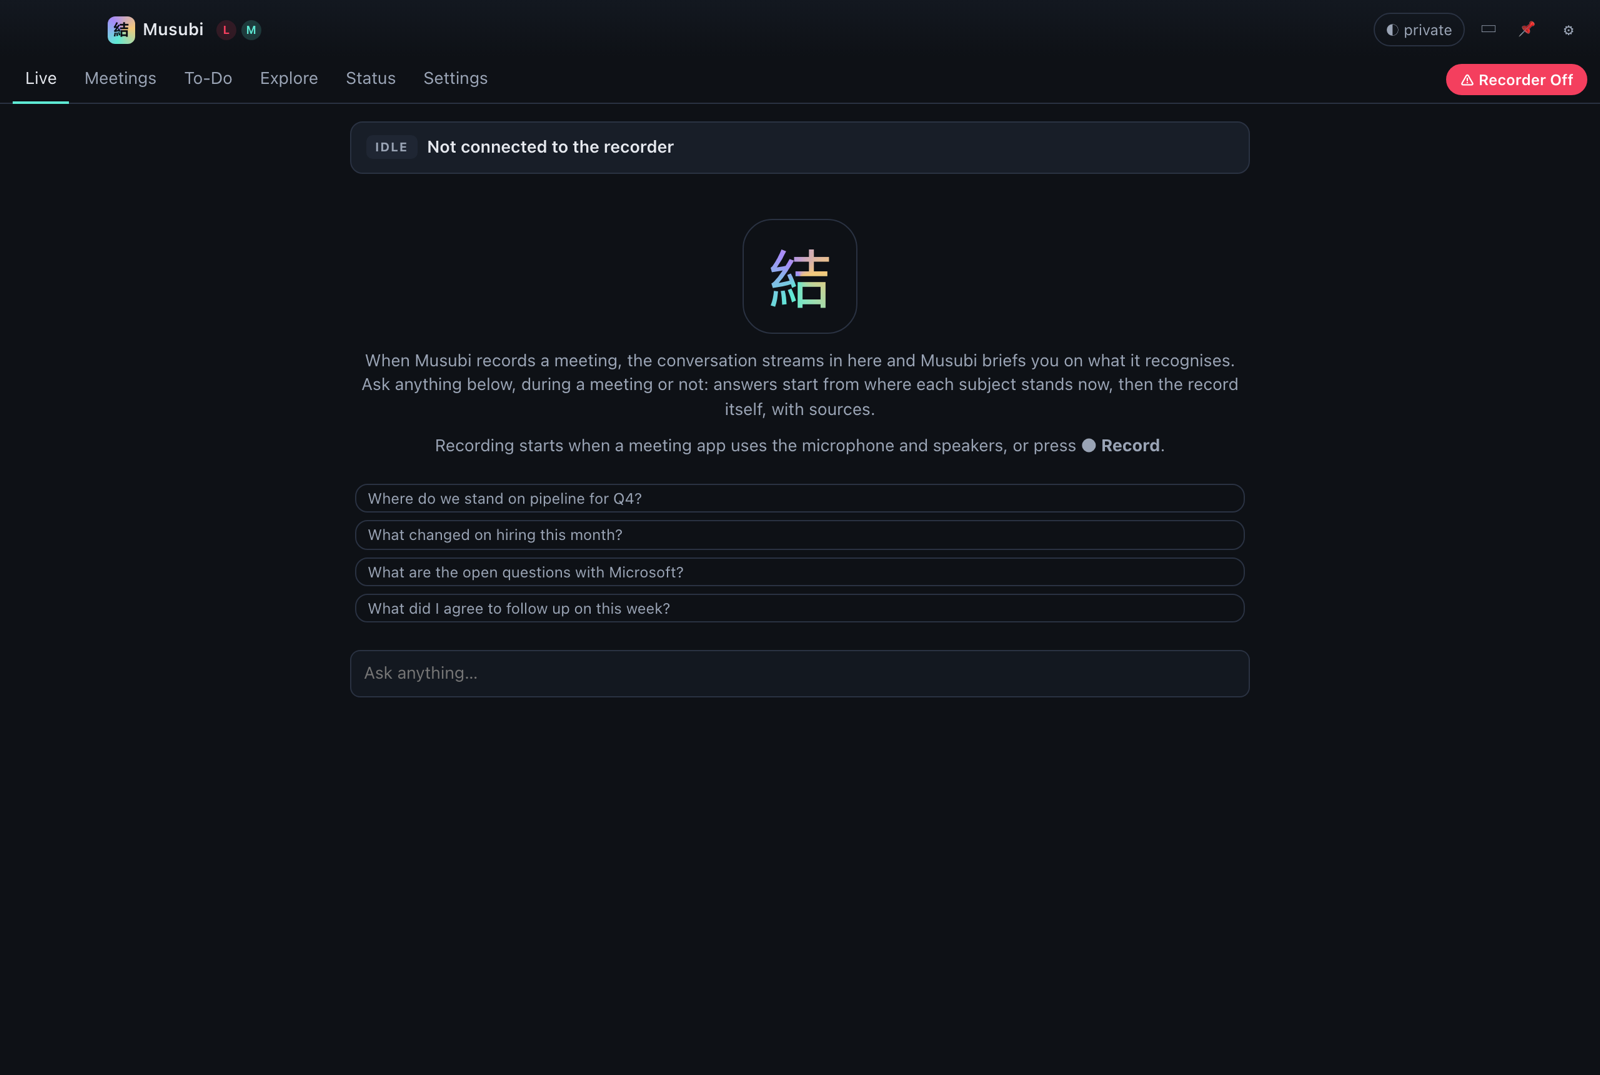 結 Musubi L M
private
Live Meetings To-Do Explore Status Settings
Recorder Off
IDLE Not connected to the recorder
結
When Musubi records a meeting, the conversation streams in here and Musubi briefs you on what it recognises.
Ask anything below, during a meeting or not: answers start from where each subject stands now, then the record
itself, with sources.
Recording starts when a meeting app uses the microphone and speakers, or press ● Record.
Where do we stand on pipeline for Q4?
What changed on hiring this month?
What are the open questions with Microsoft?
What did I agree to follow up on this week?
Ask anything...